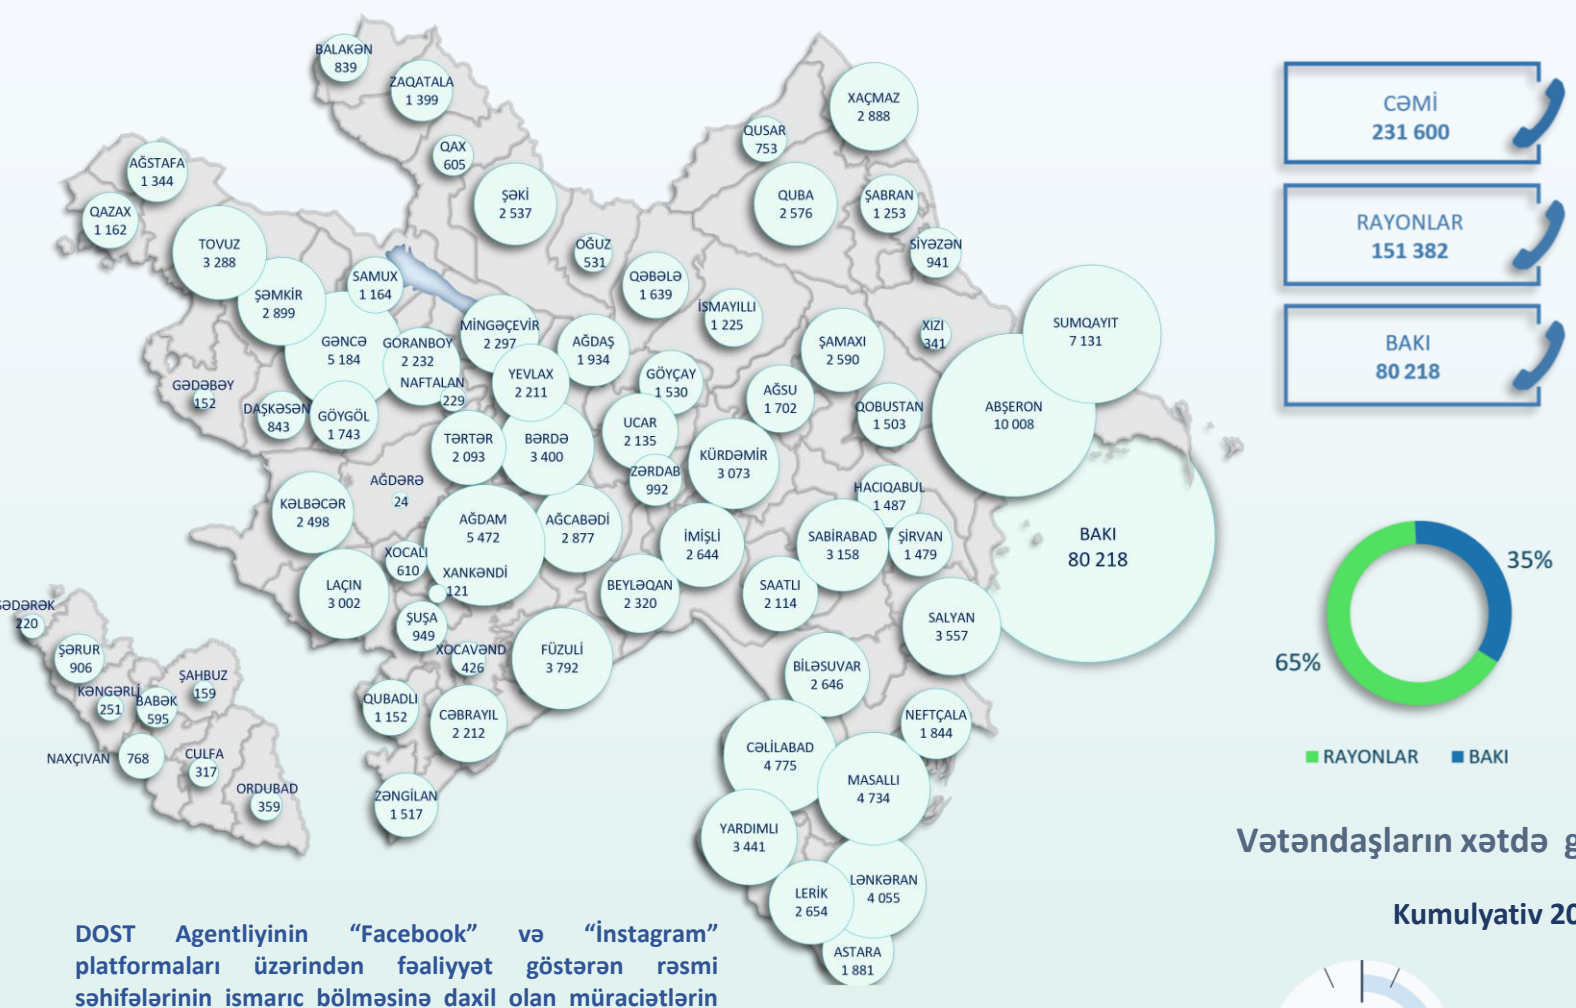 BALAKƏN
839
ZAQATALA
1 399
QAX
605
ŞƏKİ
2 537
AĞSTAFA
1 344
QAZAX
1 162
TOVUZ
3 288
ŞƏMKİR
2 899
SAMUX
1 164
GƏNCƏ
5 184
GORANBOY
2 232
NAFTALAN
229
MİNGƏÇEVİR
2 297
YEVLAX
2 211
AĞDAŞ
1 934
OĞUZ
531
QƏBƏLƏ
1 639
İSMAYILLI
1 225
QUSAR
753
XAÇMAZ
2 888
QUBA
2 576
ŞABRAN
1 253
SİYƏZƏN
941
XIZI
341
SUMQAYIT
7 131
ABŞERON
10 008
BAKI
80 218
ŞAMAXI
2 590
AĞSU
1 702
QOBUSTAN
1 503
GÖYÇAY
1 530
UCAR
2 135
ZƏRDAB
992
KÜRDƏMİR
3 073
HACIQABUL
1 487
SABİRABAD
3 158
ŞİRVAN
1 479
SAATLI
2 114
İMİŞLİ
2 644
BEYLƏQAN
2 320
SALYAN
3 557
BİLƏSUVAR
2 646
NEFTÇALA
1 844
CƏLİLABAD
4 775
MASALLI
4 734
YARDIMLI
3 441
LERİK
2 654
LƏNKƏRAN
4 055
ASTARA
1 881
GƏDƏBƏY
152
DAŞKƏSƏN
843
GÖYGÖL
1 743
TƏRTƏR
2 093
BƏRDƏ
3 400
AĞDƏRƏ
24
KƏLBƏCƏR
2 498
AĞDAM
5 472
AĞCABƏDİ
2 877
XOCALI
610
XANKƏNDİ
121
LAÇIN
3 002
ŞUŞA
949
XOCAVƏND
426
FÜZULİ
3 792
QUBADLI
1 152
CƏBRAYIL
2 212
ZƏNGİLAN
1 517
ƏDƏRƏK
220
ŞƏRUR
906
KƏNGƏRLİ
251
BABƏK
595
ŞAHBUZ
159
NAXÇIVAN 768
CULFA
317
ORDUBAD
359
CƏMİ
231 600
RAYONLAR
151 382
BAKI
80 218
35%
65%
RAYONLAR BAKI
Vətəndaşların xətdə g
Kumulyativ 20
DOST Agentliyinin “Facebook” və “İnstagram”
platformaları üzərindən fəaliyyət göstərən rəsmi
səhifələrinin ismarıc bölməsinə daxil olan müraciətlərin